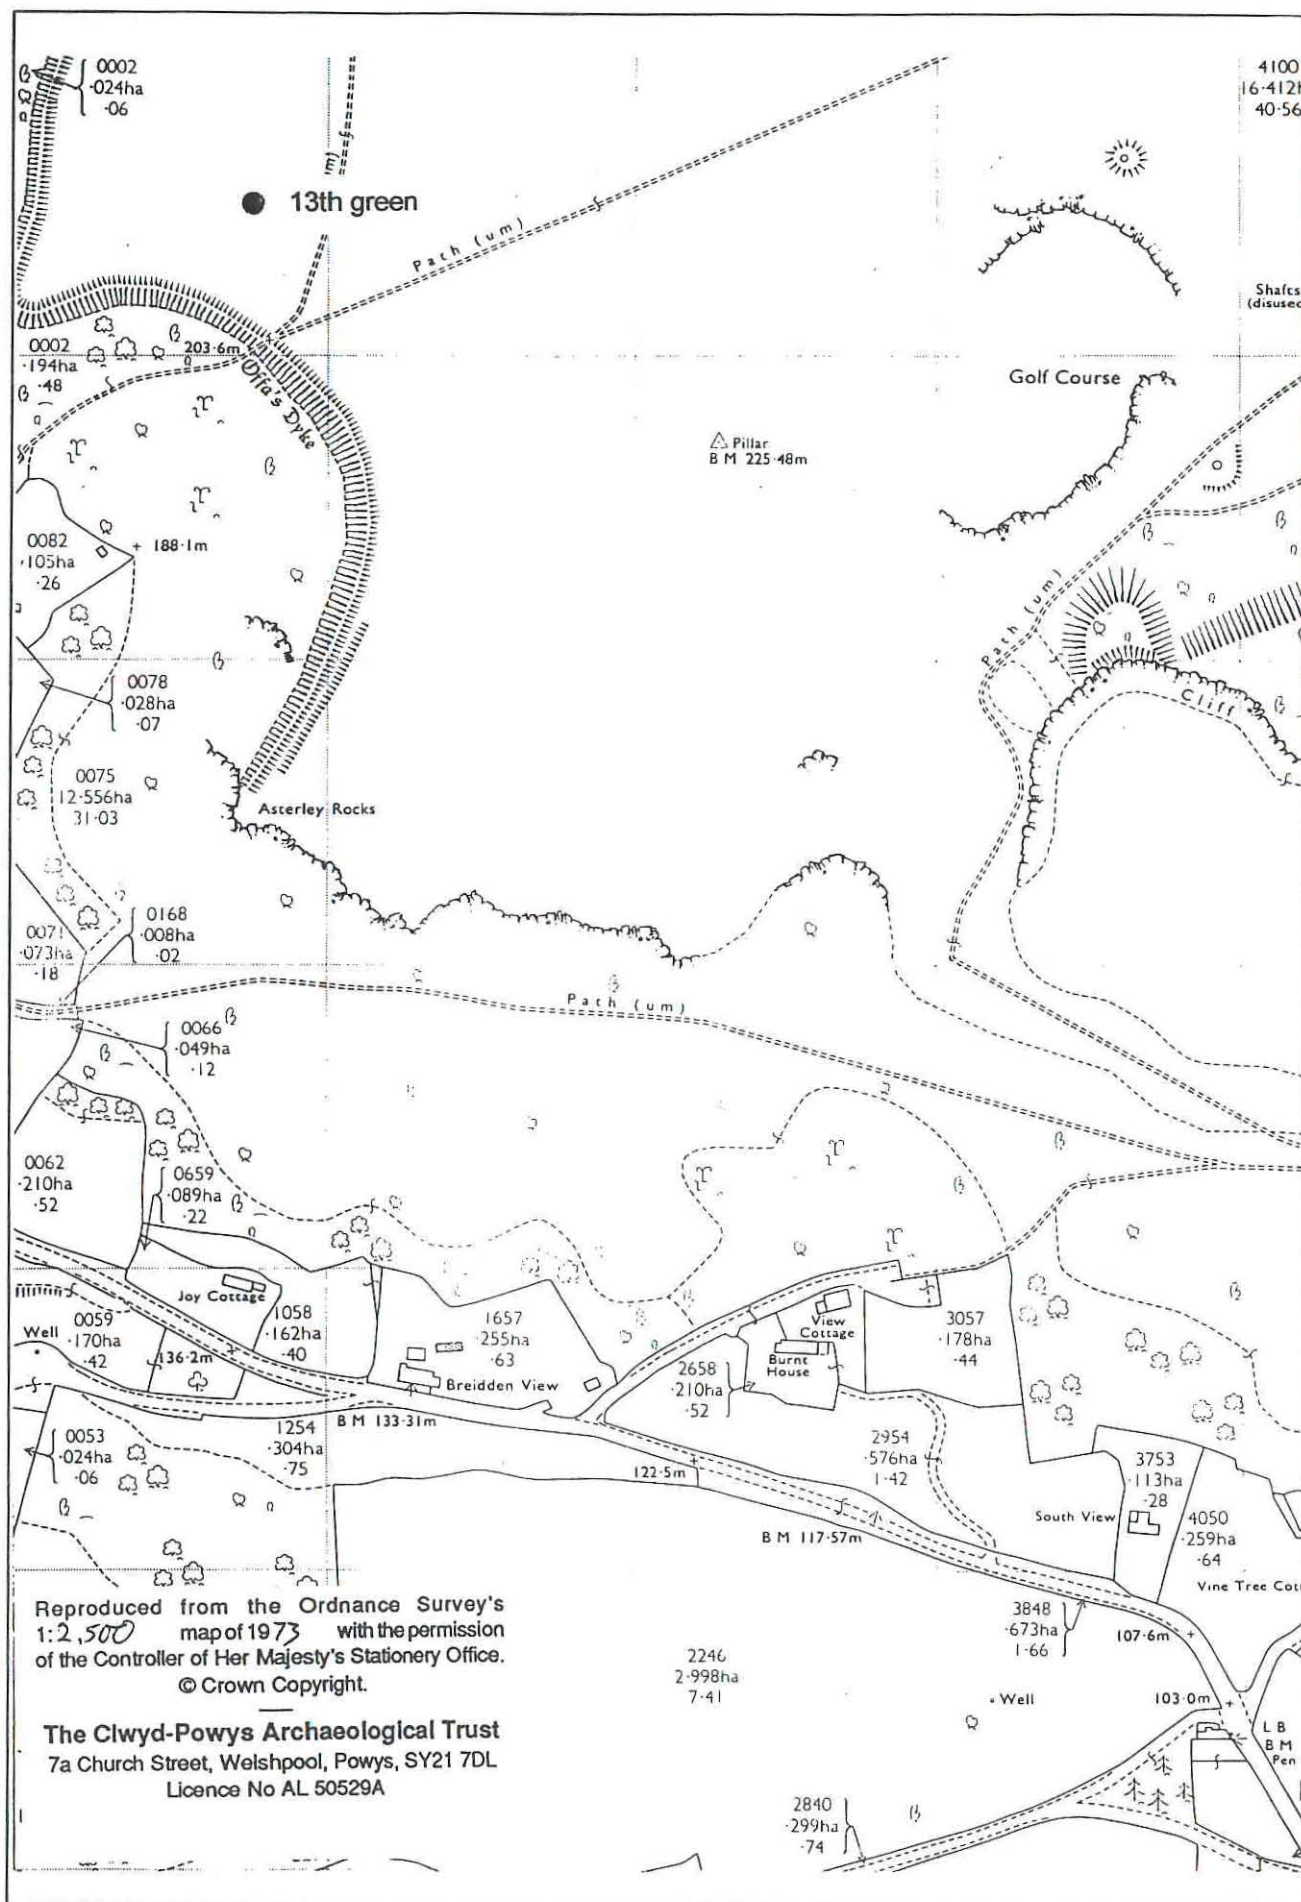 0002
·024ha
·06
4100
40·56
13th green
Path (um)
Shafts
Golf Course
0002
·194ha
·48
203·6m
Offa's Dyke
Pillar
B M 225·48m
0082
·105ha
·26
188·1m
Path (um)
0078
·028ha
·07
Cliff
0075
12·556ha
31·03
Asterley Rocks
0168
·008ha
·02
0071
·073ha
·18
Path (um)
0066
·049ha
·12
0062
·210ha
·52
0659
·089ha
·22
Joy Cottage
1058
·162ha
·40
1657
·255ha
·63
View
Cottage
3057
·178ha
·44
0059
·170ha
·42
Well
136·2m
Burnt
House
2658
·210ha
·52
Breidden View
B M 133·31m
1254
·304ha
·75
0053
·024ha
·06
2954
·576ha
1·42
122·5m
3753
·113ha
·28
South View
4050
·259ha
·64
B M 117·57m
Vine Tree
Reproduced from the Ordnance Survey's
1:2,500 map of 1973 with the permission
of the Controller of Her Majesty's Stationery Office.
© Crown Copyright.
3848
·673ha
1·66
107·6m
2246
2·998ha
7·41
Well
103·0m
The Clwyd-Powys Archaeological Trust
7a Church Street, Welshpool, Powys, SY21 7DL
Licence No AL 50529A
L B
B M
Pen
2840
·299ha
·74